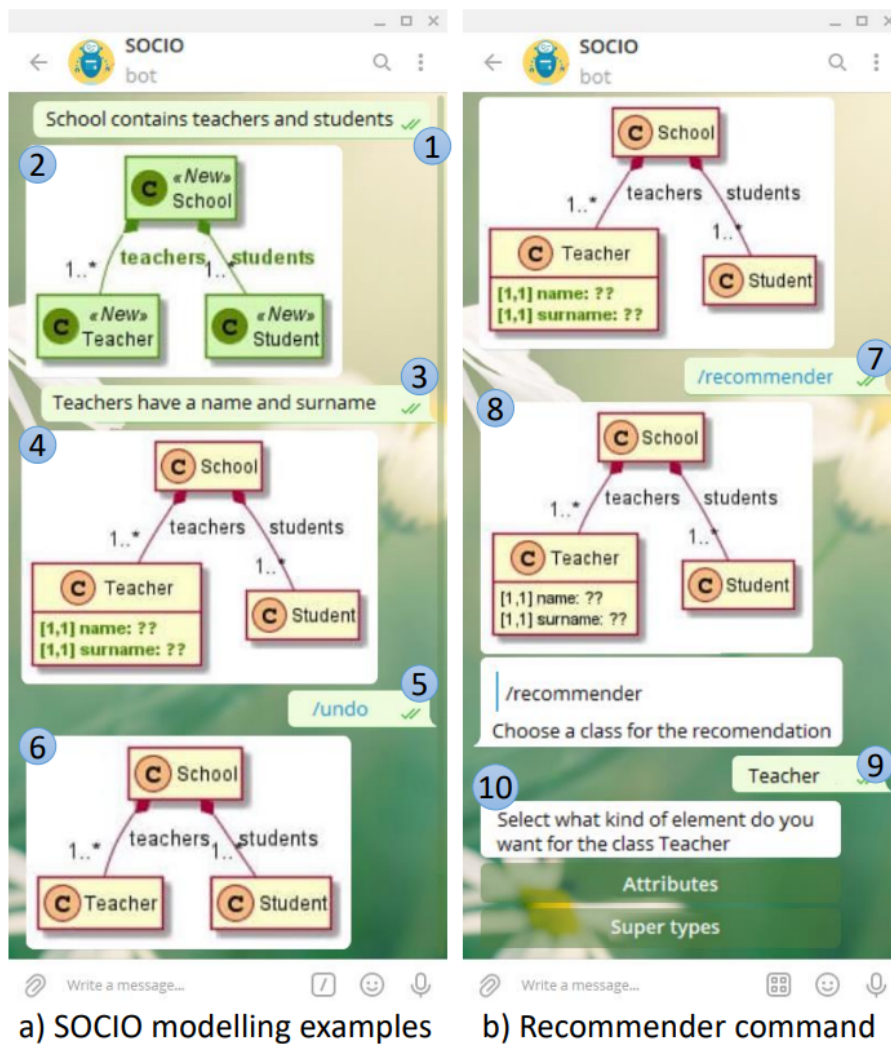 SOCIO
bot
School contains teachers and students
1
2
C «New»
School
teachers students
1..* 1..*
C «New»
Teacher
C «New»
Student
3
Teachers have a name and surname
4
C School
teachers students
1..*
1..*
C Teacher
[1,1] name: ??
[1,1] surname: ??
C Student
5
/undo
6
C School
teachers students
1..* 1..*
C Teacher
C Student
Write a message...
a) SOCIO modelling examples
SOCIO
bot
C School
teachers students
1..*
1..*
C Teacher
[1,1] name: ??
[1,1] surname: ??
C Student
7
/recommender
8
C School
teachers students
1..*
1..*
C Teacher
[1,1] name: ??
[1,1] surname: ??
C Student
/recommender
Choose a class for the recomendation
9
Teacher
10
Select what kind of element do you
want for the class Teacher
Attributes
Super types
Write a message...
b) Recommender command